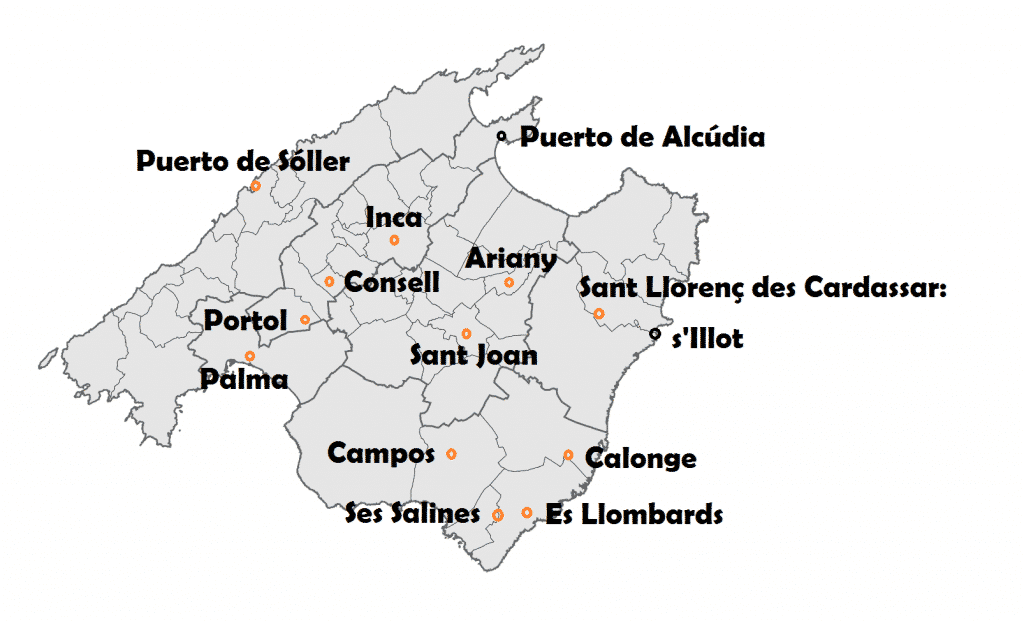 Puerto de Alcúdia
Puerto de Sóller
Inca
Ariany
Consell
Sant Llorenç des Cardassar:
Portol
s'Illot
Sant Joan
Palma
Campos
Calonge
Ses Salines
Es Llombards